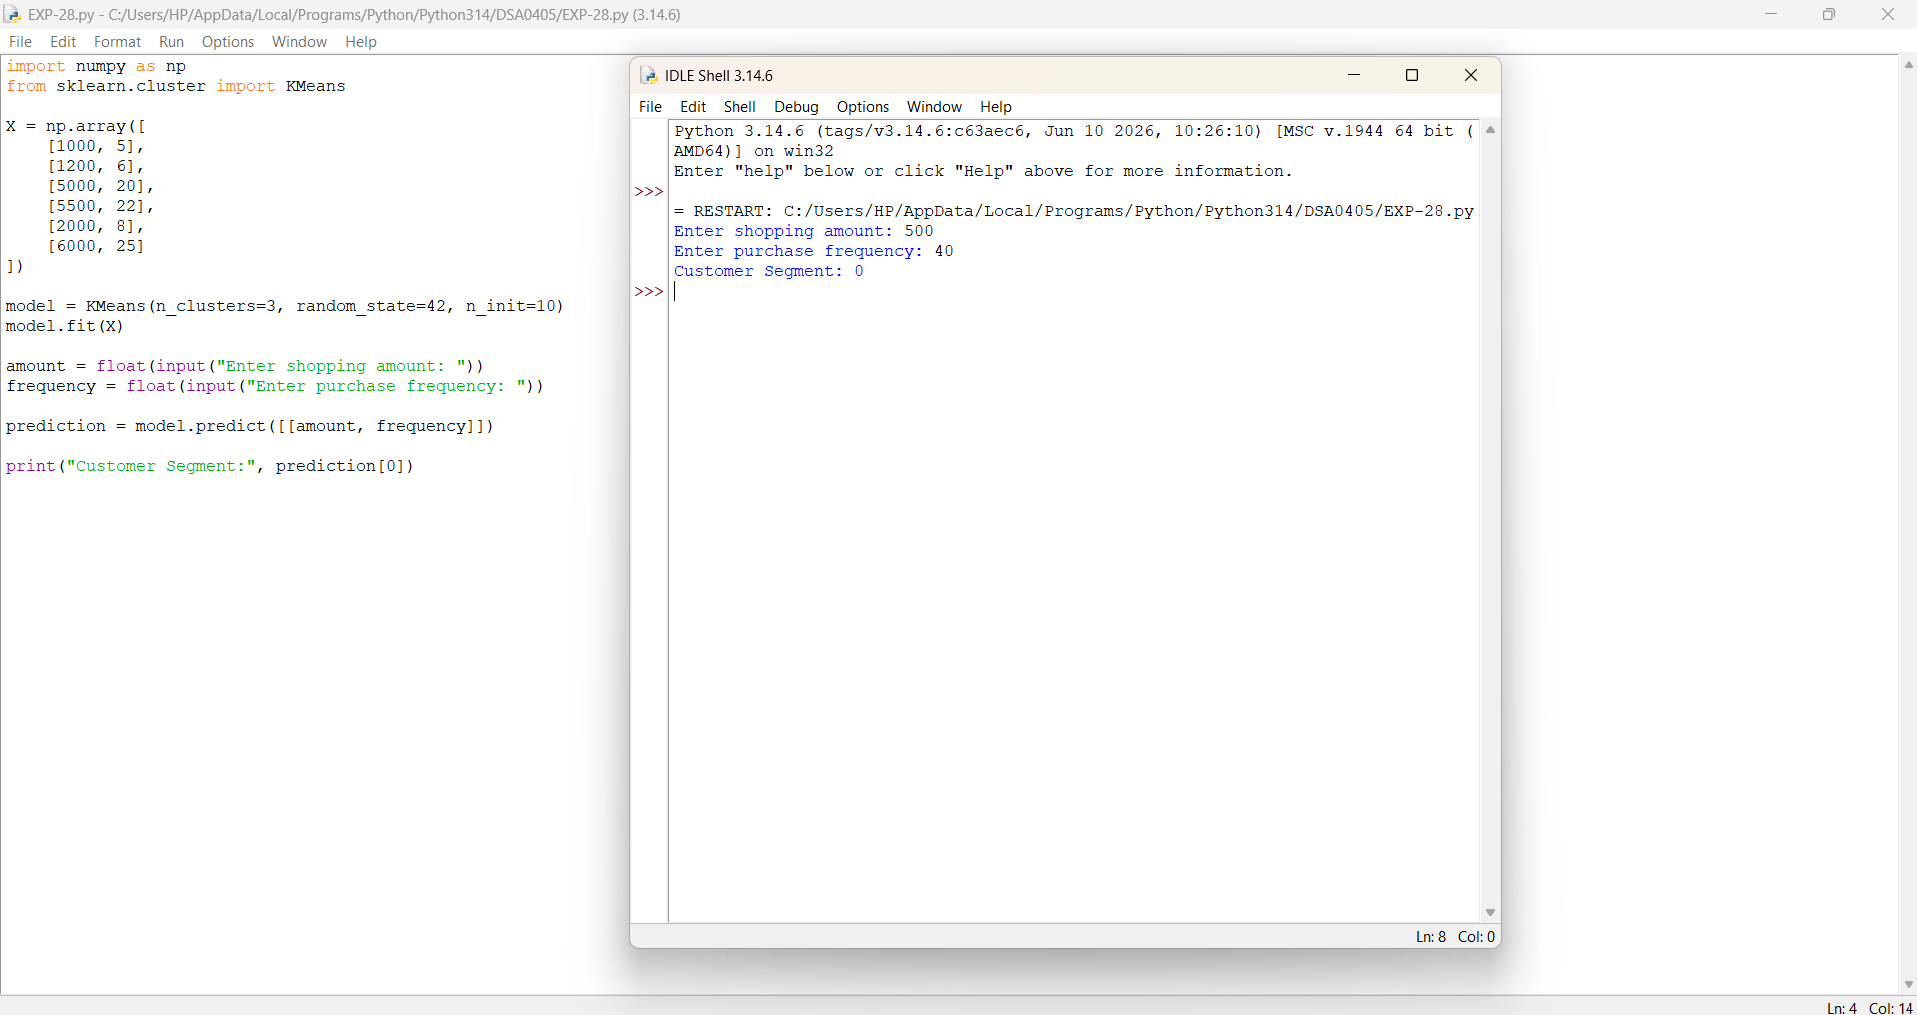 EXP-28.py - C:/Users/HP/AppData/Local/Programs/Python/Python314/DSA0405/EXP-28.py (3.14.6)
File Edit Format Run Options Window Help
import numpy as np
from sklearn.cluster import KMeans
X = np.array([
    [1000, 5],
    [1200, 6],
    [5000, 20],
    [5500, 22],
    [2000, 8],
    [6000, 25]
])
model = KMeans(n_clusters=3, random_state=42, n_init=10)
model.fit(X)
amount = float(input("Enter shopping amount: "))
frequency = float(input("Enter purchase frequency: "))
prediction = model.predict([[amount, frequency]])
print("Customer Segment:", prediction[0])
IDLE Shell 3.14.6
File Edit Shell Debug Options Window Help
Python 3.14.6 (tags/v3.14.6:c63aec6, Jun 10 2026, 10:26:10) [MSC v.1944 64 bit (
AMD64)] on win32
Enter "help" below or click "Help" above for more information.
>>>
= RESTART: C:/Users/HP/AppData/Local/Programs/Python/Python314/DSA0405/EXP-28.py
Enter shopping amount: 500
Enter purchase frequency: 40
Customer Segment: 0
>>>
Ln: 8 Col: 0
Ln: 4 Col: 14